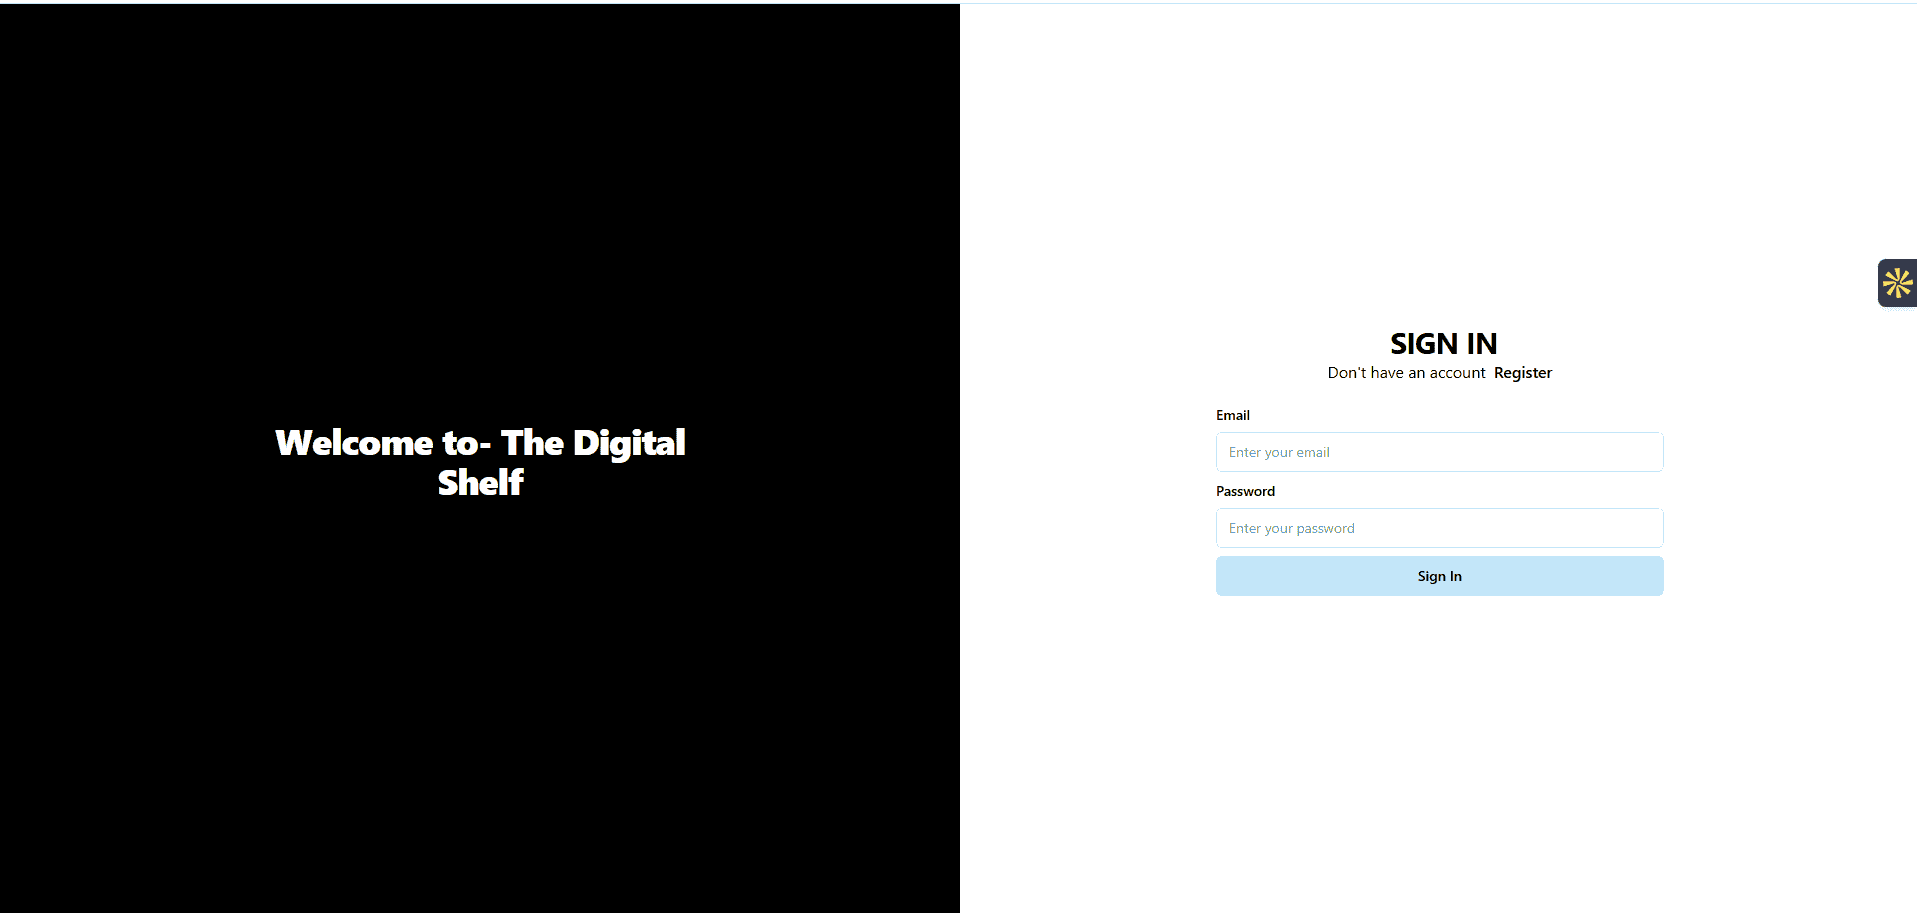 Welcome to- The Digital
Shelf
SIGN IN
Don't have an account Register
Email
Enter your email
Password
Enter your password
Sign In